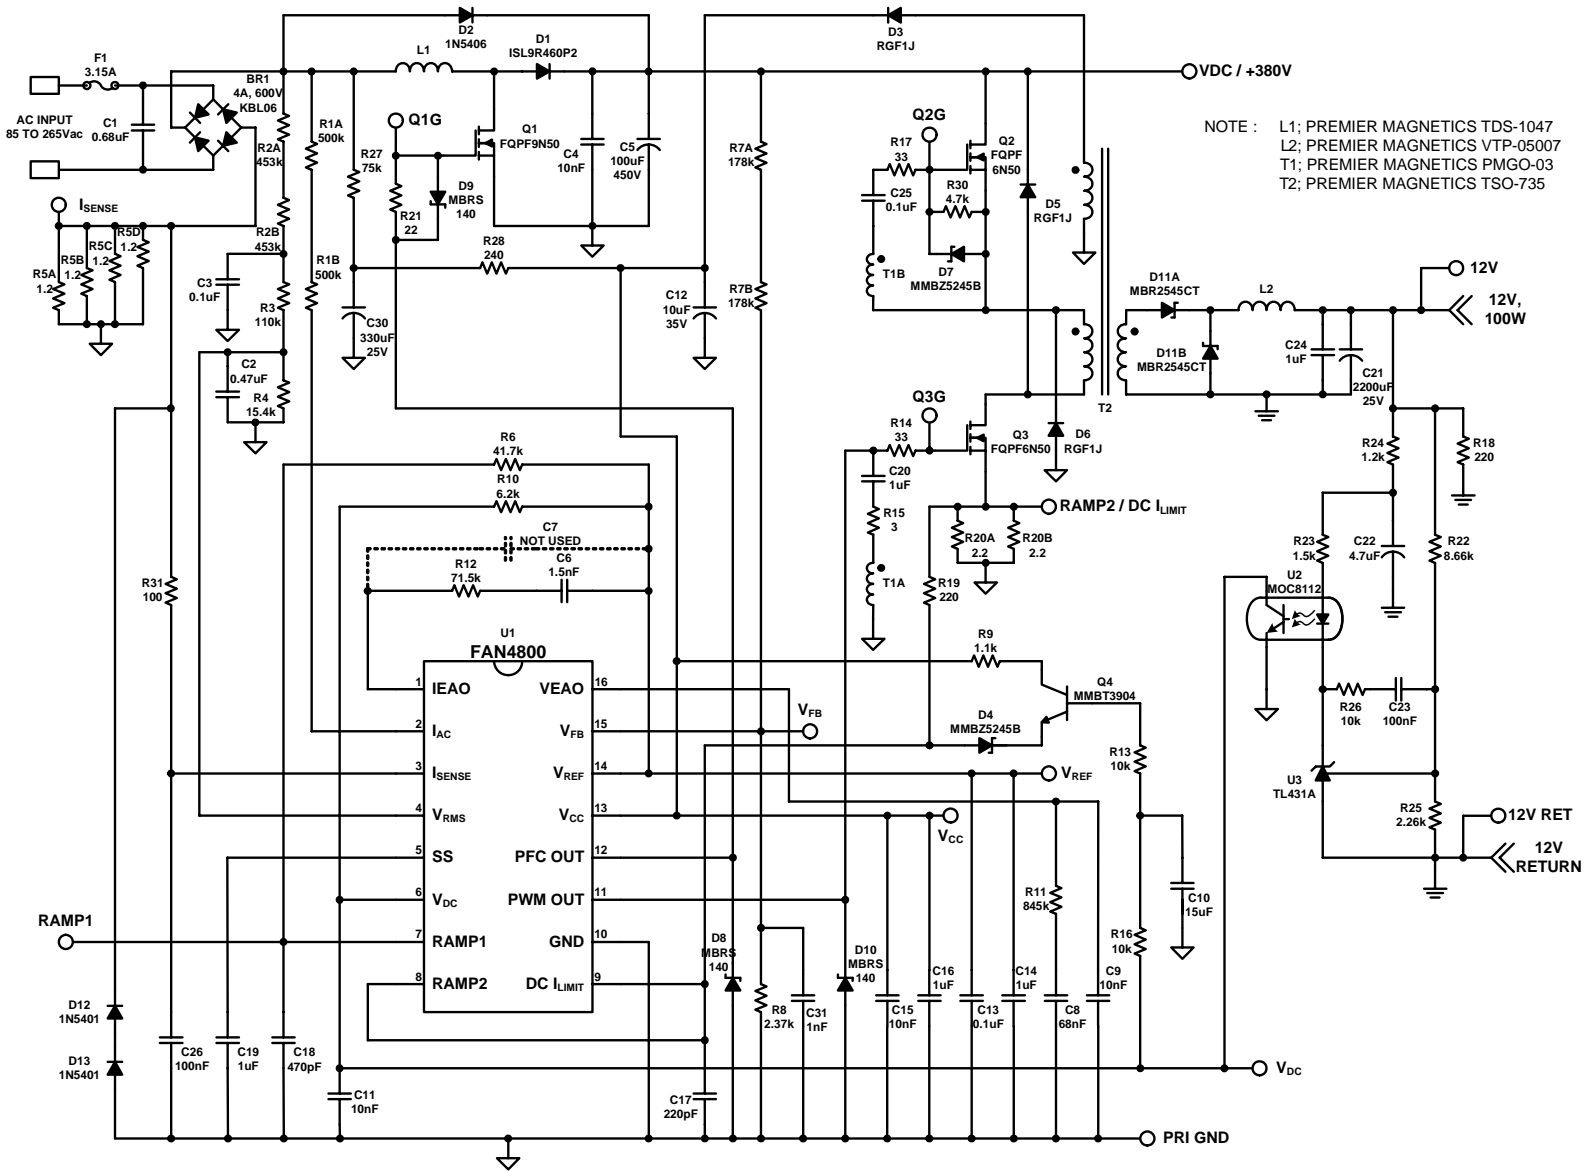 F1
3.15A
AC INPUT
85 TO 265Vac
C1
0.68uF
BR1
4A, 600V
KBL06
D2
1N5406
L1
D1
ISL9R460P2
D3
RGF1J
VDC / +380V
NOTE : L1; PREMIER MAGNETICS TDS-1047
L2; PREMIER MAGNETICS VTP-05007
T1; PREMIER MAGNETICS PMGO-03
T2; PREMIER MAGNETICS TSO-735
R2A
453k
R1A
500k
R27
75k
Q1G
Q1
FQPF9N50
D9
MBRS
140
R21
22
C4
10nF
C5
100uF
450V
R7A
178k
Q2G
R17
33
Q2
FQPF
6N50
C25
0.1uF
R30
4.7k
D5
RGF1J
D7
MMBZ5245B
T1B
ISENSE
R5A
1.2
R5B
1.2
R5C
1.2
R5D
1.2
R2B
453k
C3
0.1uF
R3
110k
R1B
500k
R28
240
C30
330uF
25V
C12
10uF
35V
R7B
178k
C2
0.47uF
R4
15.4k
D11A
MBR2545CT
D11B
MBR2545CT
L2
12V
12V,
100W
C24
1uF
C21
2200uF
25V
T2
Q3G
R14
33
Q3
FQPF6N50
D6
RGF1J
C20
1uF
R15
3
T1A
RAMP2 / DC ILIMIT
R20A
2.2
R20B
2.2
R19
220
R24
1.2k
R18
220
R23
1.5k
C22
4.7uF
R22
8.66k
U2
MOC8112
R26
10k
C23
100nF
U3
TL431A
R25
2.26k
12V RET
12V
RETURN
R6
41.7k
R10
6.2k
C7
NOT USED
R12
71.5k
C6
1.5nF
R31
100
U1
FAN4800
1 IEAO
2 IAC
3 ISENSE
4 VRMS
5 SS
6 VDC
7 RAMP1
8 RAMP2
VEAO 16
VFB 15
VREF 14
VCC 13
PFC OUT 12
PWM OUT 11
GND 10
DC ILIMIT 9
VFB
VREF
VCC
R9
1.1k
Q4
MMBT3904
D4
MMBZ5245B
R13
10k
R16
10k
C10
15uF
R11
845k
RAMP1
D12
1N5401
D13
1N5401
C26
100nF
C19
1uF
C18
470pF
C11
10nF
C17
220pF
D8
MBRS
140
R8
2.37k
C31
1nF
D10
MBRS
140
C15
10nF
C16
1uF
C13
0.1uF
C14
1uF
C8
68nF
C9
10nF
VDC
PRI GND